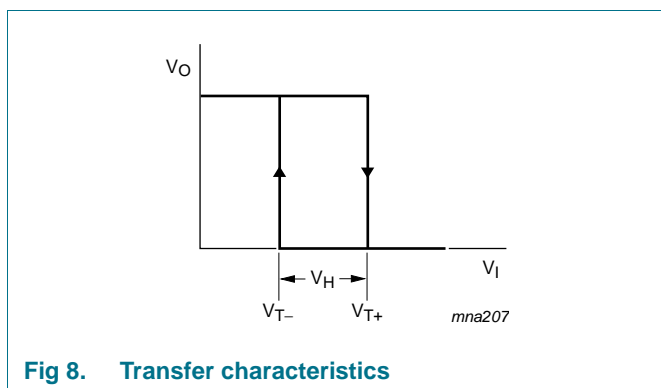 VO
VH
VI
VT−
VT+
mna207
Fig 8. Transfer characteristics